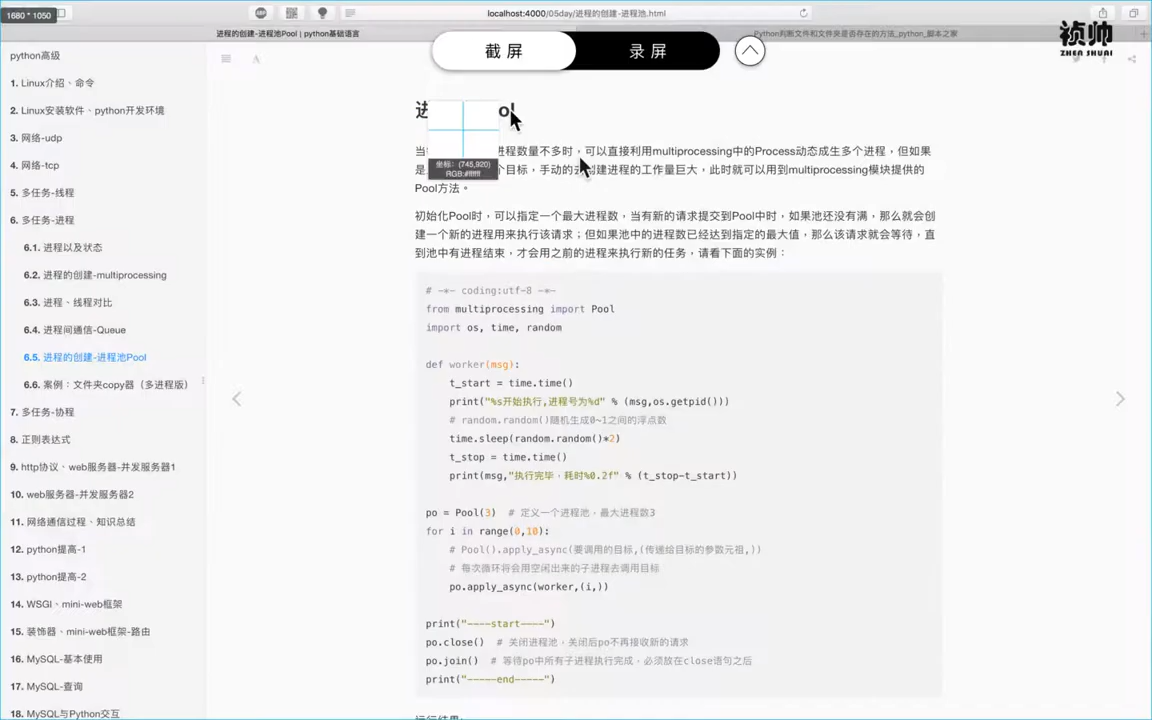 1680 * 1050
localhost:4000/05day/进程的创建-进程池.html
进程的创建-进程池Pool | python基础语言
Python判断文件和文件夹是否存在的方法_python_脚本之家
截屏
录屏
祯帅
ZHEN SHUAI
python高级
1. Linux介绍、命令
2. Linux安装软件、python开发环境
3. 网络-udp
4. 网络-tcp
5. 多任务-线程
6. 多任务-进程
6.1. 进程以及状态
6.2. 进程的创建-multiprocessing
6.3. 进程、线程对比
6.4. 进程间通信-Queue
6.5. 进程的创建-进程池Pool
6.6. 案例：文件夹copy器（多进程版）
7. 多任务-协程
8. 正则表达式
9. http协议、web服务器-并发服务器1
10. web服务器-并发服务器2
11. 网络通信过程、知识总结
12. python提高-1
13. python提高-2
14. WSGI、mini-web框架
15. 装饰器、mini-web框架-路由
16. MySQL-基本使用
17. MySQL-查询
18. MySQL与Python交互
进 ol
坐标: (745,920)
RGB:#ffffff
当 进程数量不多时，可以直接利用multiprocessing中的Process动态成生多个进程，但如果
是 个目标，手动的去创建进程的工作量巨大，此时就可以用到multiprocessing模块提供的
Pool方法。
初始化Pool时，可以指定一个最大进程数，当有新的请求提交到Pool中时，如果池还没有满，那么就会创
建一个新的进程用来执行该请求；但如果池中的进程数已经达到指定的最大值，那么该请求就会等待，直
到池中有进程结束，才会用之前的进程来执行新的任务，请看下面的实例：
# -*- coding:utf-8 -*-
from multiprocessing import Pool
import os, time, random
def worker(msg):
t_start = time.time()
print("%s开始执行,进程号为%d" % (msg,os.getpid()))
# random.random()随机生成0~1之间的浮点数
time.sleep(random.random()*2)
t_stop = time.time()
print(msg,"执行完毕，耗时%0.2f" % (t_stop-t_start))
po = Pool(3) # 定义一个进程池，最大进程数3
for i in range(0,10):
# Pool().apply_async(要调用的目标,(传递给目标的参数元祖,))
# 每次循环将会用空闲出来的子进程去调用目标
po.apply_async(worker,(i,))
print("----start----")
po.close() # 关闭进程池，关闭后po不再接收新的请求
po.join() # 等待po中所有子进程执行完成，必须放在close语句之后
print("-----end-----")
运行结果: